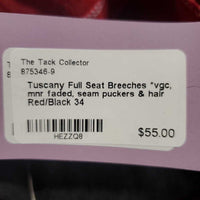 The Tack Collector
875346-9
Tuscany Full Seat Breeches *vgc,
mnr faded, seam puckers & hair
Red/Black 34
HEZZQ8
$55.00